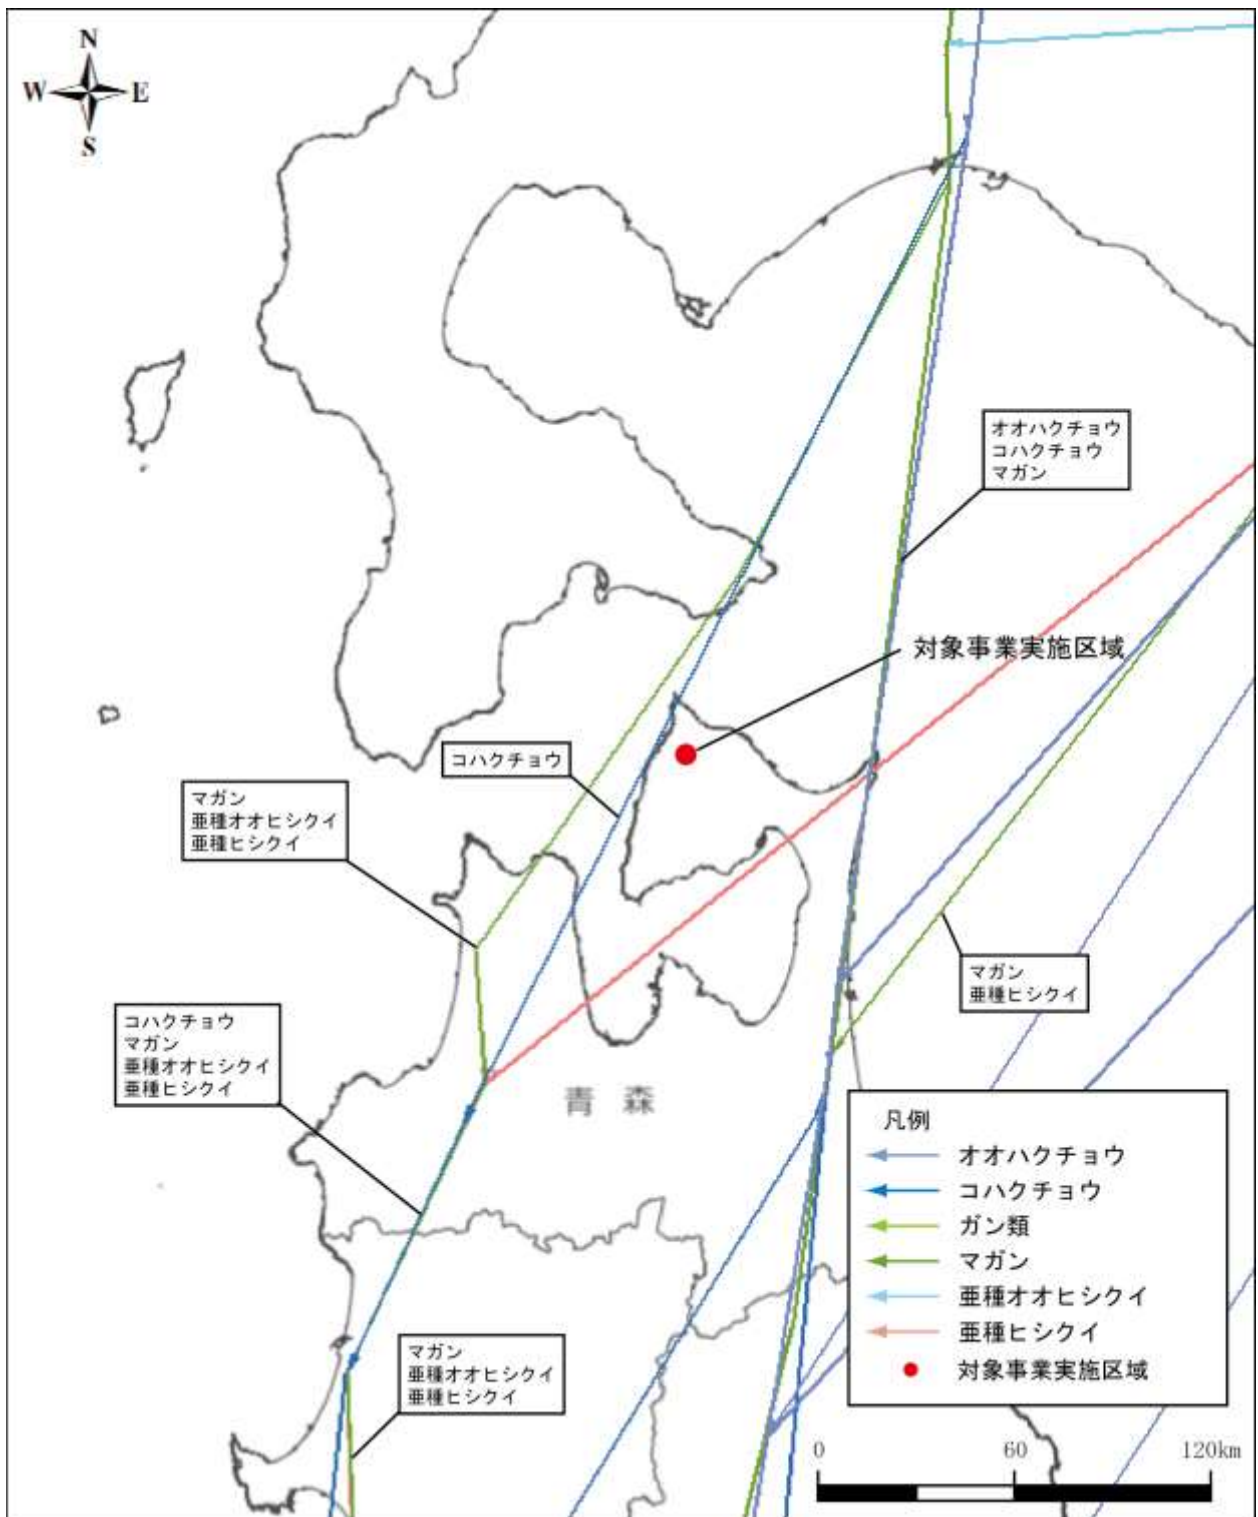 N
W
E
S
オオハクチョウ
コハクチョウ
マガン
対象事業実施区域
コハクチョウ
マガン
亜種オオヒシクイ
亜種ヒシクイ
マガン
亜種ヒシクイ
コハクチョウ
マガン
亜種オオヒシクイ
亜種ヒシクイ
青森
凡例
オオハクチョウ
コハクチョウ
ガン類
マガン
亜種オオヒシクイ
亜種ヒシクイ
対象事業実施区域
マガン
亜種オオヒシクイ
亜種ヒシクイ
0 60 120km